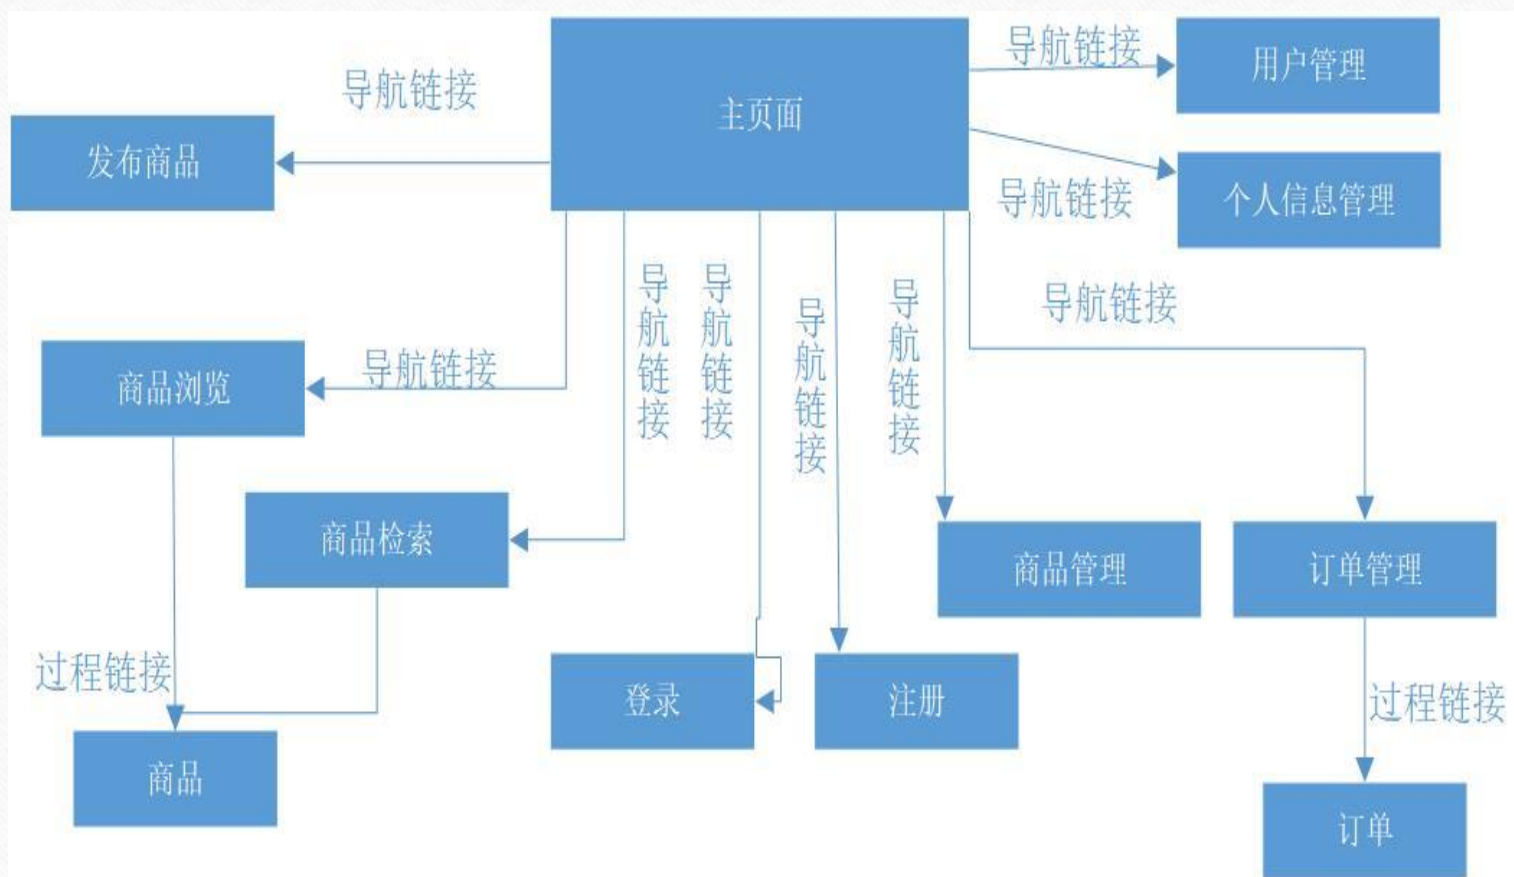 主页面
导航链接
用户管理
导航链接
发布商品
导航链接
个人信息管理
导航链接
导航链接
导航链接
导航链接
导航链接
导航链接
商品浏览
导航链接
商品检索
商品管理
订单管理
过程链接
登录
注册
过程链接
商品
订单